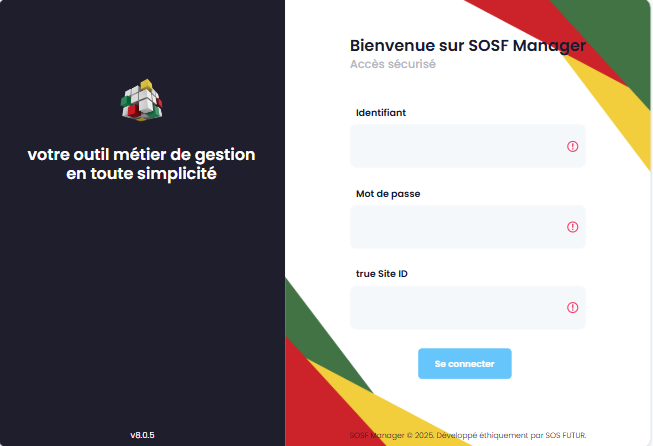 votre outil métier de gestion
en toute simplicité
v8.0.5
Bienvenue sur SOSF Manager
Accès sécurisé
Identifiant
Mot de passe
true Site ID
Se connecter
SOSF Manager © 2025. Développé éthiquement par SOS FUTUR.